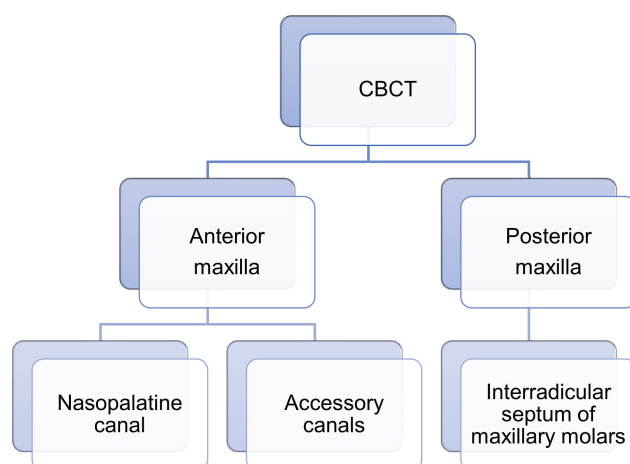 CBCT
Anterior
maxilla
Posterior
maxilla
Nasopalatine
canal
Accessory
canals
Interradicular
septum of
maxillary molars